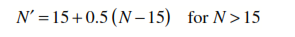 N′ = 15 + 0.5 (N − 15) for N > 15